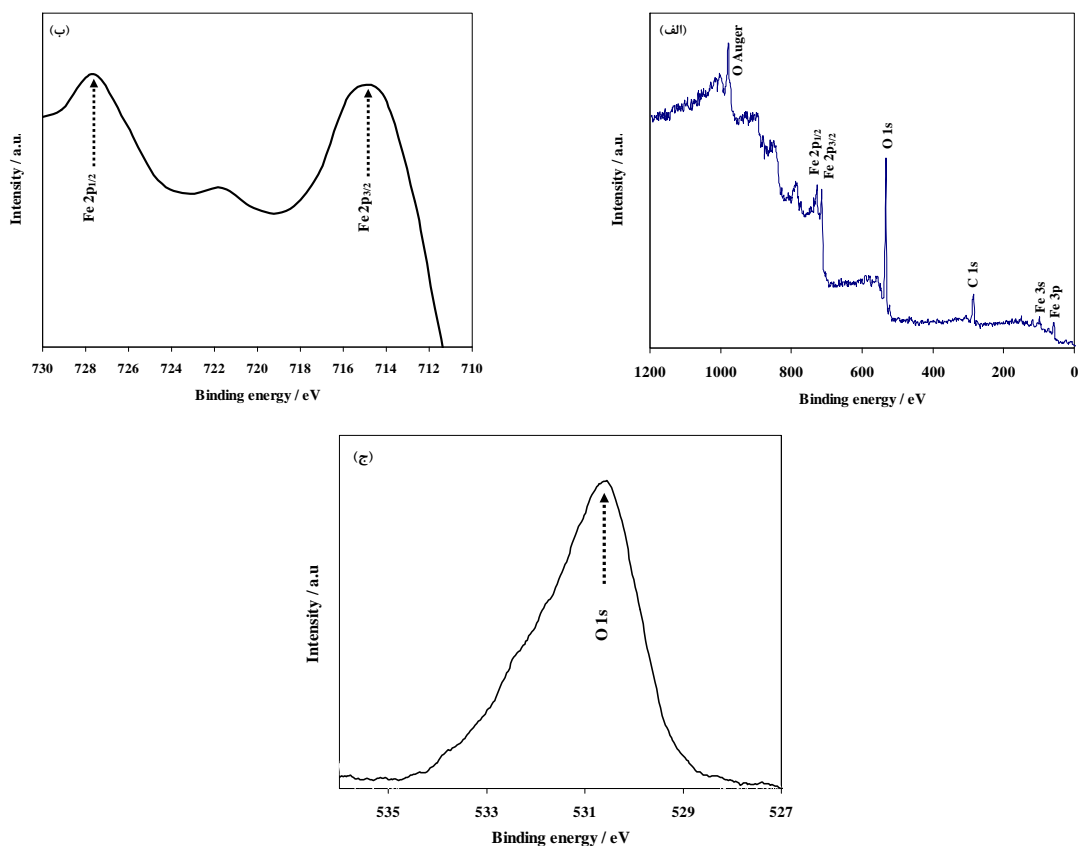 (الف)
Intensity / a.u.
O Auger
Fe 2p1/2
Fe 2p3/2
O 1s
C 1s
Fe 3s
Fe 3p
1200 1000 800 600 400 200 0
Binding energy / eV
(ب)
Intensity / a.u.
Fe 2p1/2
Fe 2p3/2
730 728 726 724 722 720 718 716 714 712 710
Binding energy / eV
(ج)
Intensity / a.u
O 1s
535 533 531 529 527
Binding energy / eV